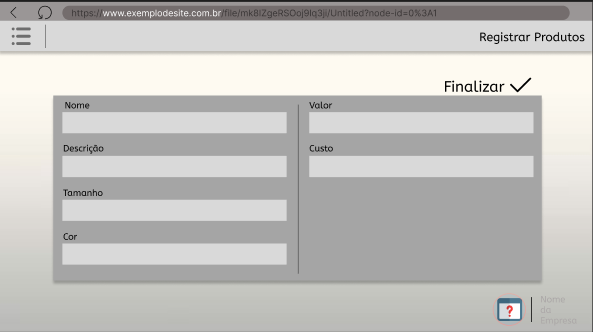 https://www.exemplodesite.com.br/file/mk8IZgeRSOoj9Iq3ji/Untitled?node-id=0%3A1
Registrar Produtos
Finalizar
Nome
Valor
Descrição
Custo
Tamanho
Cor
?
Nome
da
Empresa